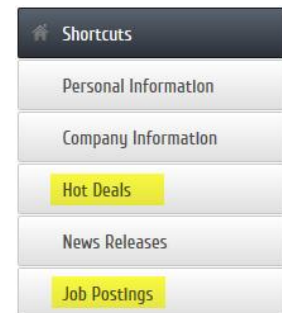 Shortcuts
Personal Information
Company Information
Hot Deals
News Releases
Job Postings